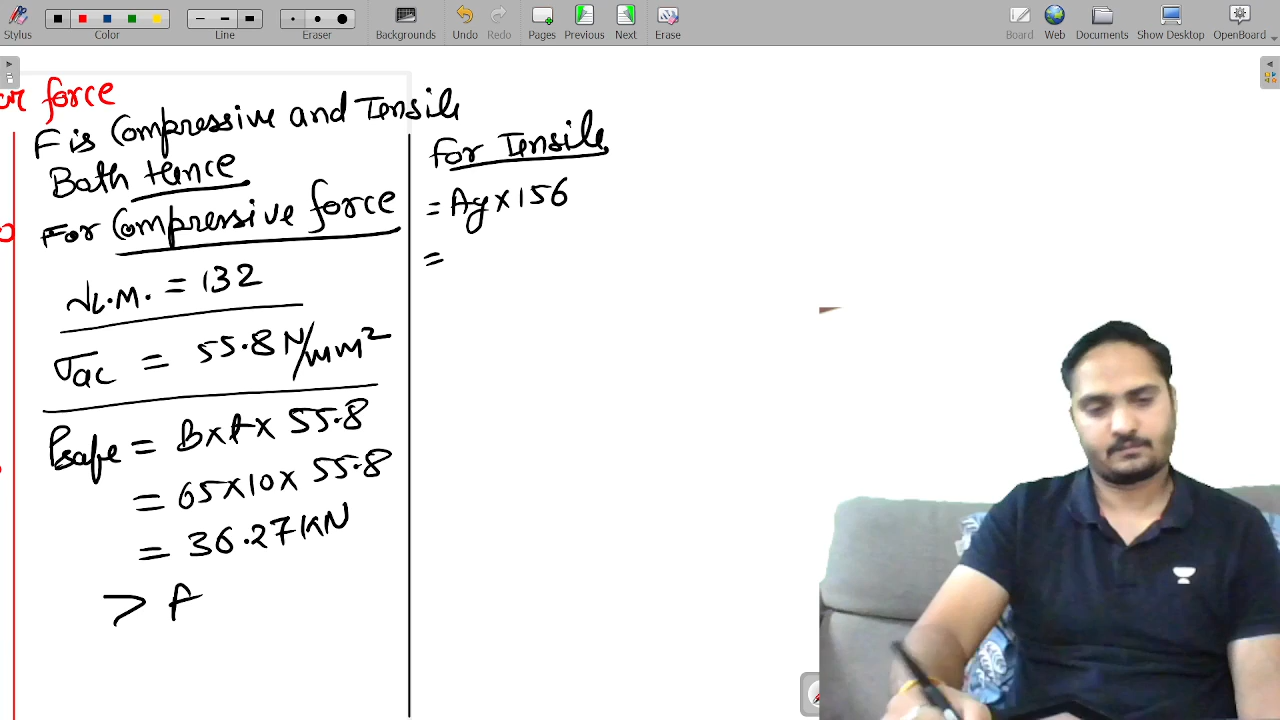 Stylus
Color
Line
Eraser
Backgrounds
Undo
Redo
Pages
Previous
Next
Erase
Board
Web
Documents
Show Desktop
OpenBoard
force
F is Compressive and Tensile
Both Hence
For Compressive force
= 132
σac = 55.8 N/mm²
Psafe = B×t× 55.8
= 65×10× 55.8
= 36.27 KN
> F
For Tensile
= Ag × 156
=